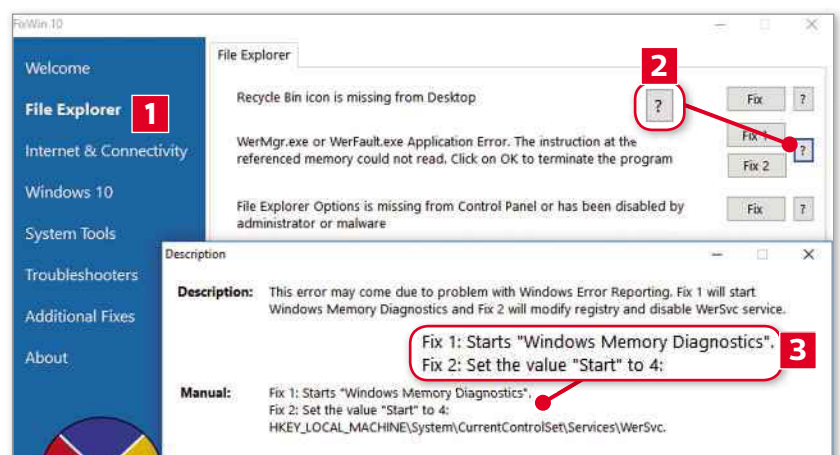 FixWin 10
Welcome
File Explorer
1
Internet & Connectivity
Windows 10
System Tools
Troubleshooters
Additional Fixes
About
File Explorer
2
?
Recycle Bin icon is missing from Desktop
Fix
?
WerMgr.exe or WerFault.exe Application Error. The instruction at the
referenced memory could not read. Click on OK to terminate the program
Fix 1
Fix 2
?
File Explorer Options is missing from Control Panel or has been disabled by
administrator or malware
Fix
?
Description
Description: This error may come due to problem with Windows Error Reporting. Fix 1 will start
Windows Memory Diagnostics and Fix 2 will modify registry and disable WerSvc service.
Fix 1: Starts "Windows Memory Diagnostics".
Fix 2: Set the value "Start" to 4:
3
Manual: Fix 1: Starts "Windows Memory Diagnostics".
Fix 2: Set the value "Start" to 4:
HKEY_LOCAL_MACHINE\System\CurrentControlSet\Services\WerSvc.